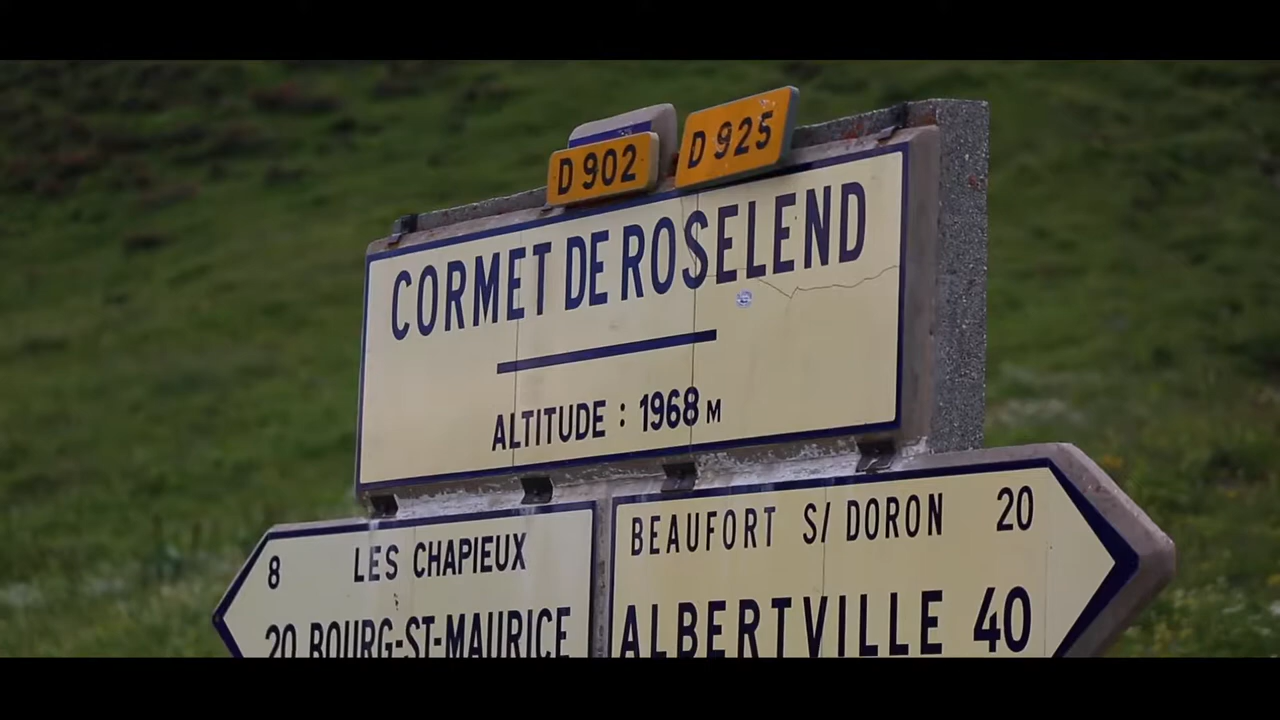 D 902
D 925
CORMET DE ROSELEND
ALTITUDE : 1968 M
8 LES CHAPIEUX
20 BOURG-ST-MAURICE
BEAUFORT S/ DORON 20
ALBERTVILLE 40